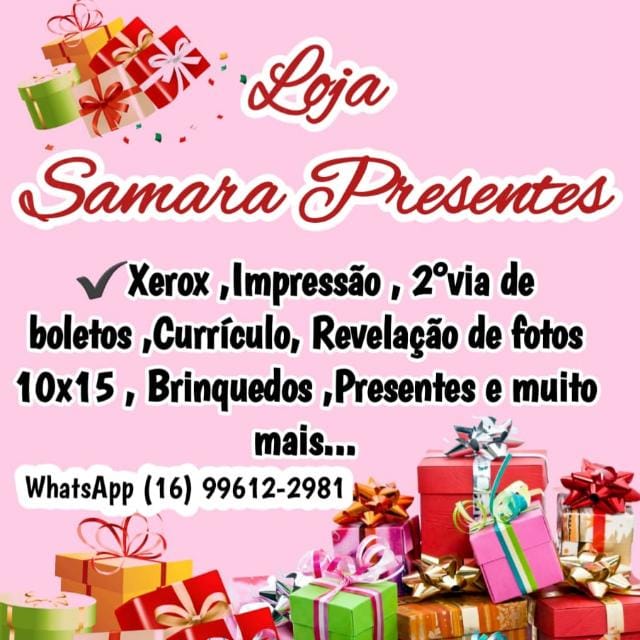 Loja
Samara Presentes
✔Xerox ,Impressão , 2°via de
boletos ,Currículo, Revelação de fotos
10x15 , Brinquedos ,Presentes e muito
mais...
WhatsApp (16) 99612-2981